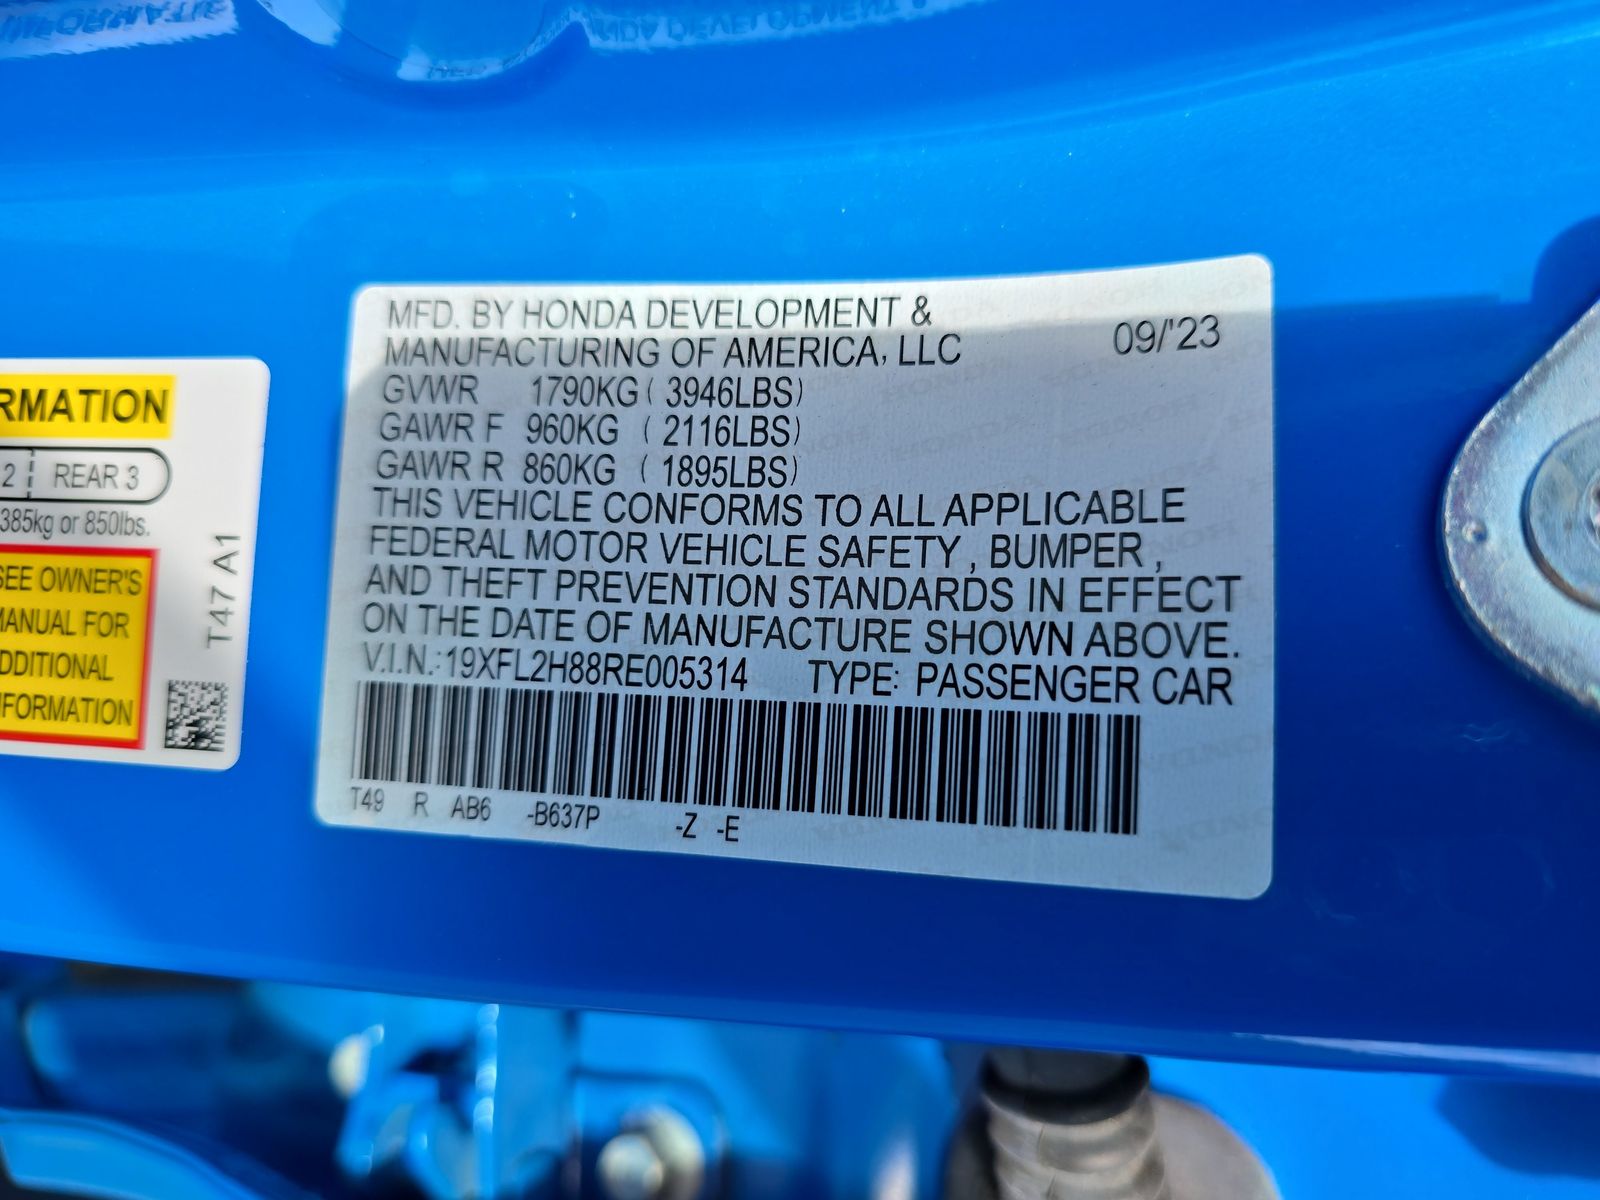 RMATION
2 REAR 3
385kg or 850lbs.
SEE OWNER'S
MANUAL FOR
DDITIONAL
NFORMATION
T47 A1
MFD. BY HONDA DEVELOPMENT &
MANUFACTURING OF AMERICA, LLC 09/'23
GVWR 1790KG ( 3946LBS)
GAWR F 960KG ( 2116LBS)
GAWR R 860KG ( 1895LBS)
THIS VEHICLE CONFORMS TO ALL APPLICABLE
FEDERAL MOTOR VEHICLE SAFETY , BUMPER ,
AND THEFT PREVENTION STANDARDS IN EFFECT
ON THE DATE OF MANUFACTURE SHOWN ABOVE.
V.I.N.: 19XFL2H88RE005314 TYPE: PASSENGER CAR
T49 R AB6 -B637P -Z -E